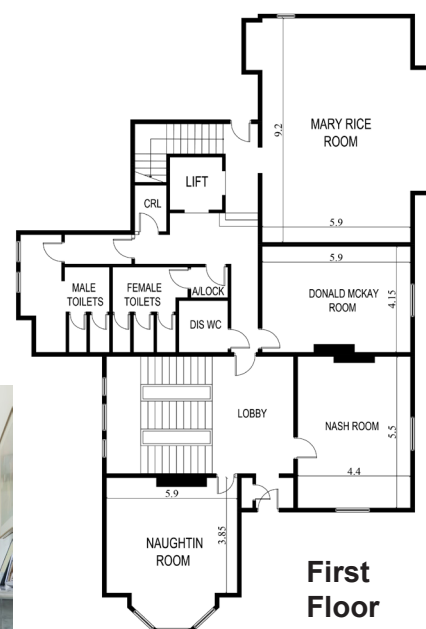 9.2
MARY RICE
ROOM
5.9
LIFT
CRL
5.9
DONALD MCKAY
ROOM
4.15
MALE
TOILETS
FEMALE
TOILETS
A/LOCK
DIS WC
LOBBY
NASH ROOM
5.5
4.4
5.9
3.85
NAUGHTIN
ROOM
First
Floor